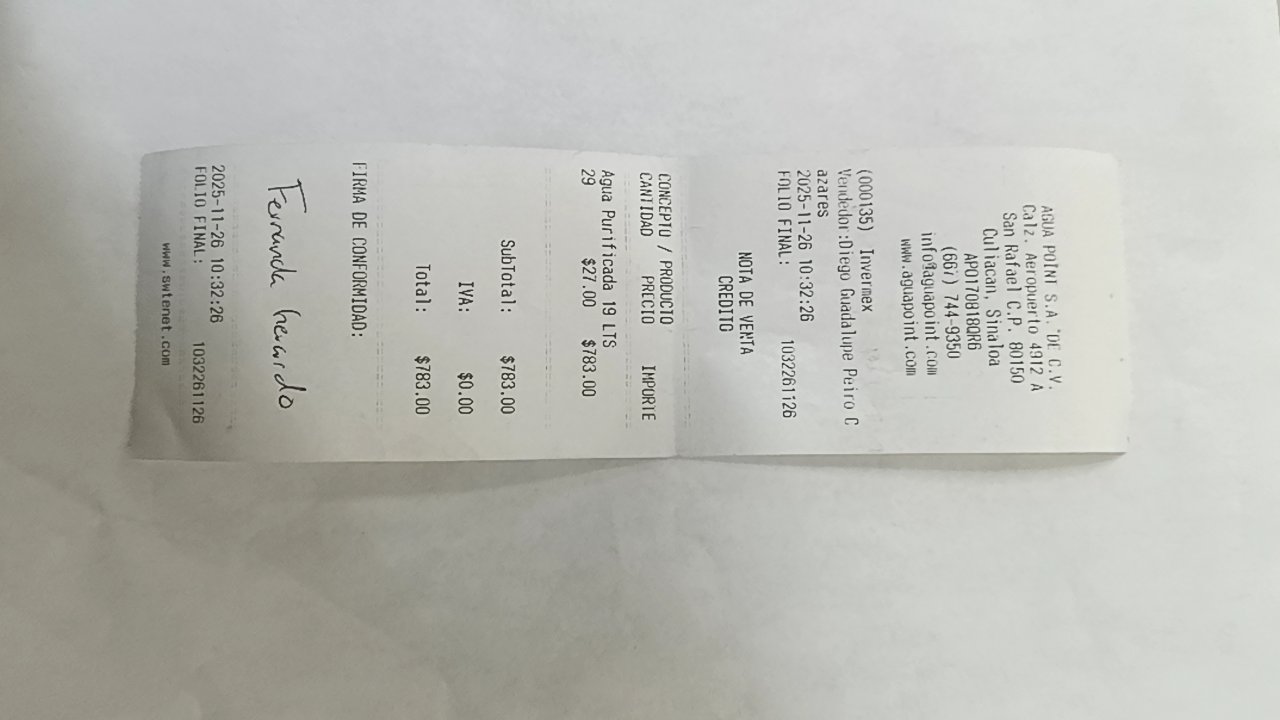 AGUA POINT S.A. DE C.V.
Calz. Aeropuerto 4912 A
San Rafael C.P. 80150
Culiacan, Sinaloa
APO170818QR6
(667) 744-9350
info@aguapoint.com
www.aguapoint.com
(000135) Invermex
Vendedor:Diego Guadalupe Peiro C
azares
2025-11-26 10:32:26
FOLIO FINAL: 1032261126
NOTA DE VENTA
CREDITO
CONCEPTO / PRODUCTO
CANTIDAD PRECIO IMPORTE
Agua Purificada 19 LTS
29 $27.00 $783.00
SubTotal: $783.00
IVA: $0.00
Total: $783.00
FIRMA DE CONFORMIDAD:
2025-11-26 10:32:26
FOLIO FINAL: 1032261126
www.swtenet.com